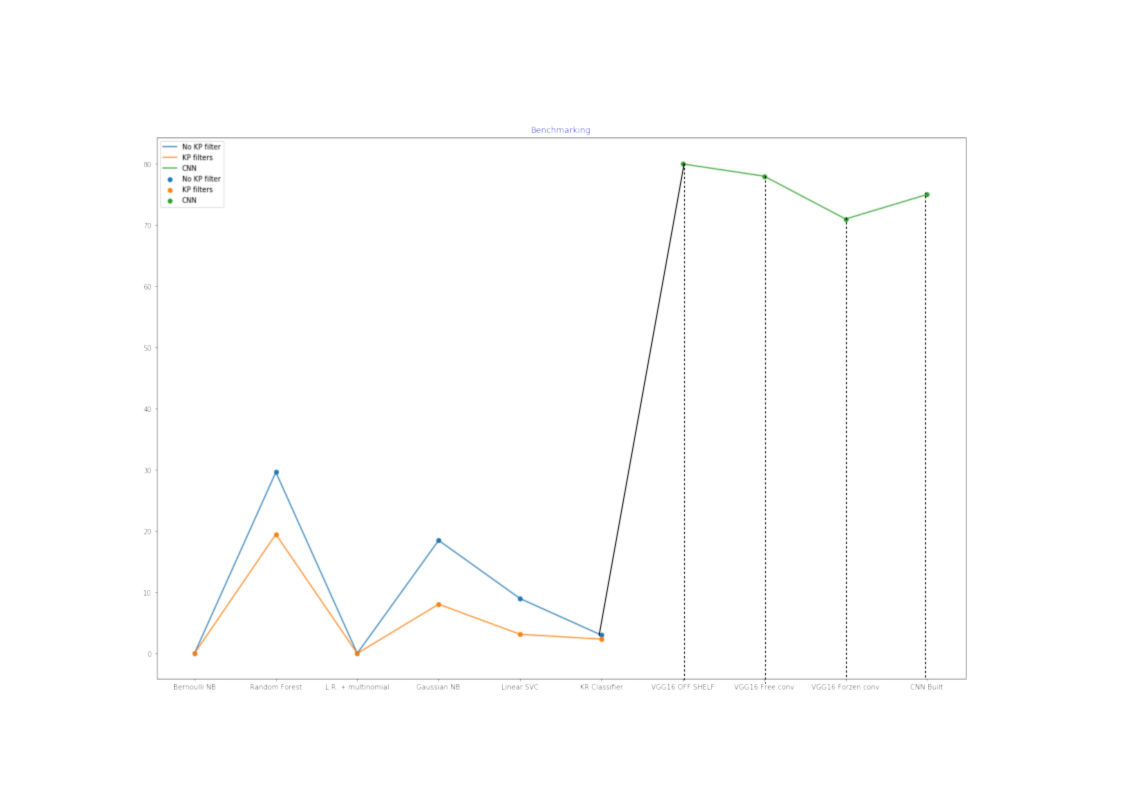 Benchmarking
No KP filter
KP filters
CNN
No KP filter
KP filters
CNN
80
70
60
50
40
30
20
10
0
Bernoulli NB Random Forest L.R. + ar multinomial Gaussian NB Linear SVC KR Classifier VGG16 OFF SHELF VGG16 Free conv VGG16 Forzen conv CNN Built